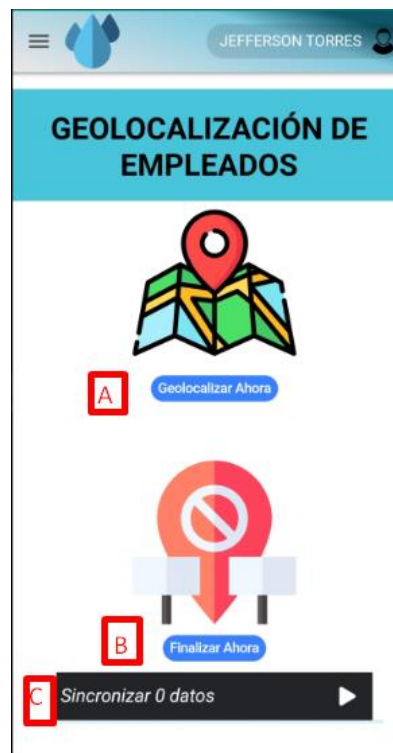 JEFFERSON TORRES
GEOLOCALIZACIÓN DE
EMPLEADOS
A
Geolocalizar Ahora
B
Finalizar Ahora
C
Sincronizar 0 datos